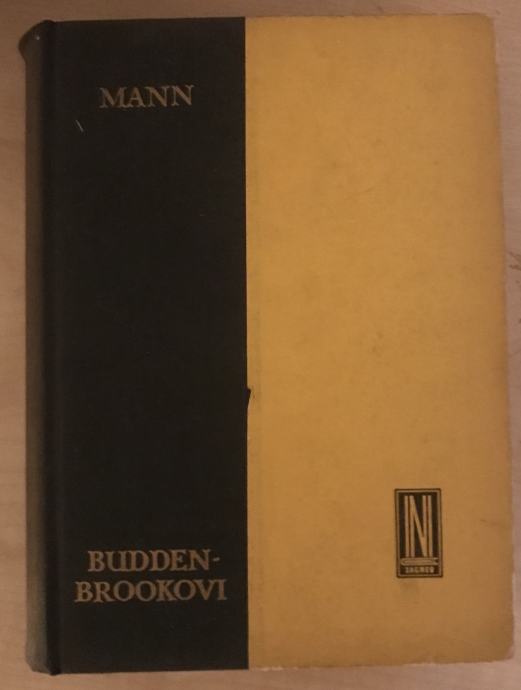 MANN
BUDDEN-
BROOKOVI
ZAGREB